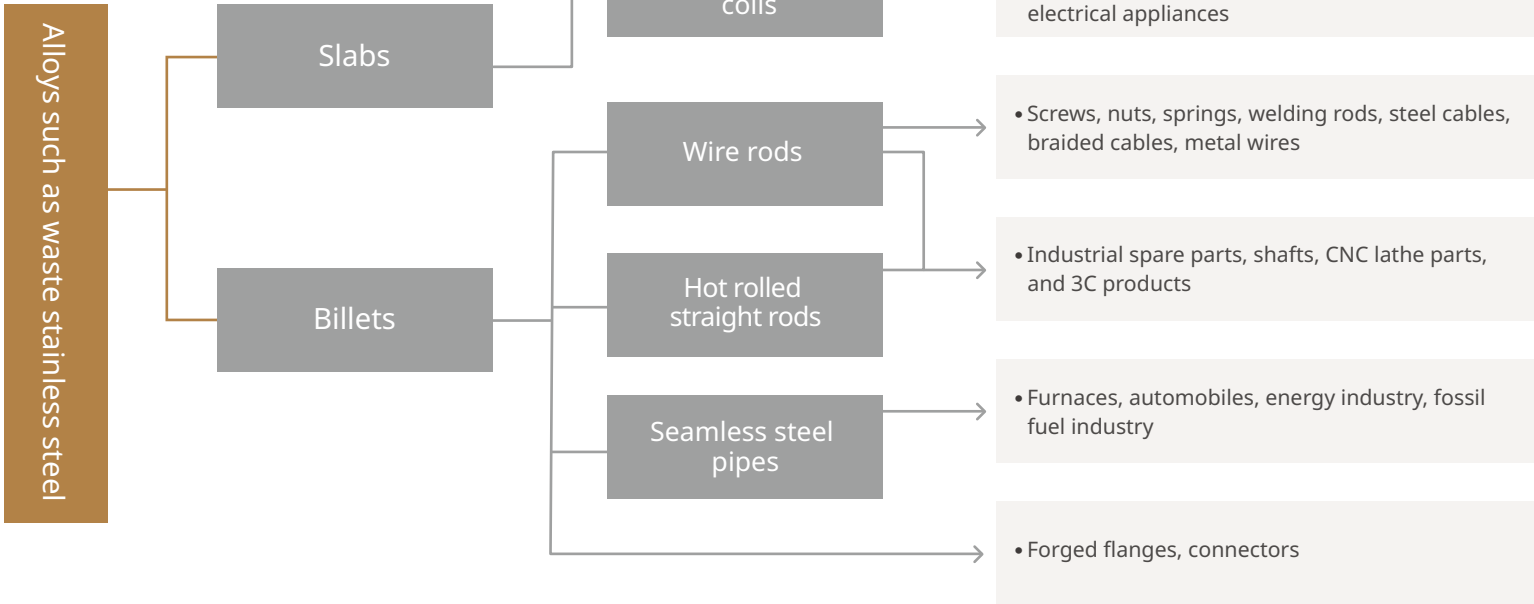 Alloys such as waste stainless steel
Slabs
Billets
coils
Wire rods
Hot rolled
straight rods
Seamless steel
pipes
electrical appliances
• Screws, nuts, springs, welding rods, steel cables,
braided cables, metal wires
• Industrial spare parts, shafts, CNC lathe parts,
and 3C products
• Furnaces, automobiles, energy industry, fossil
fuel industry
• Forged flanges, connectors